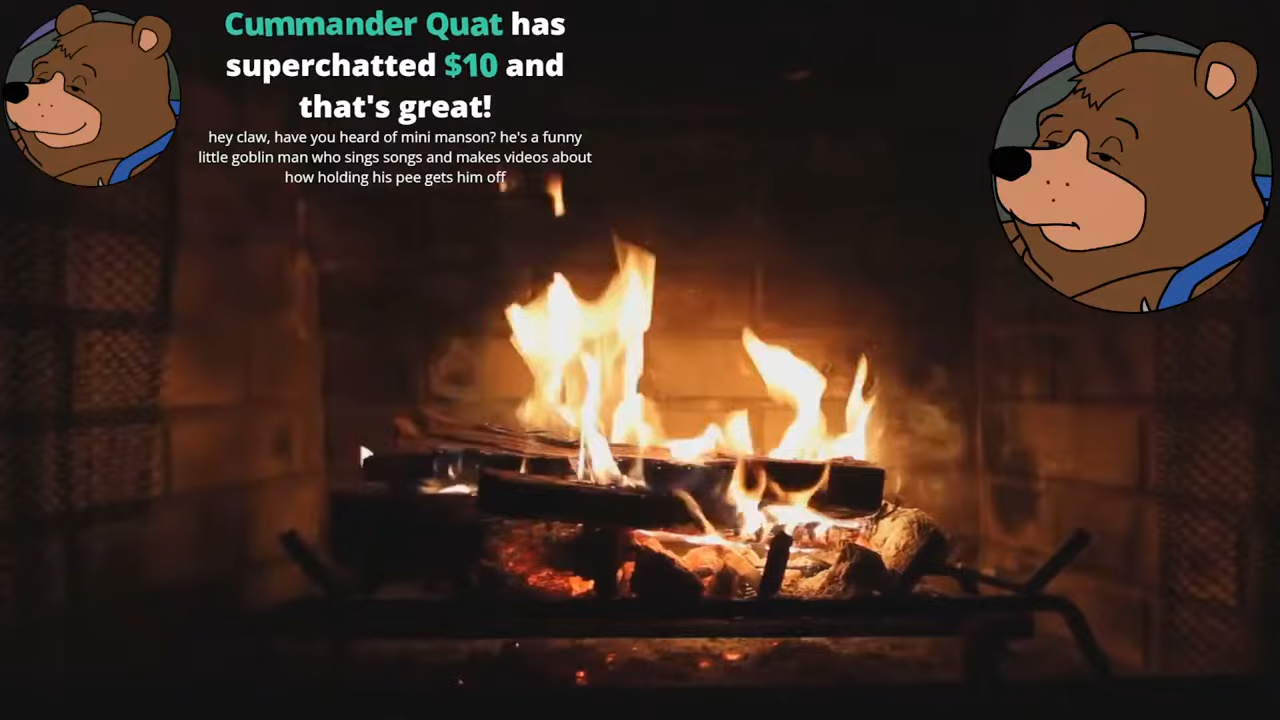 Cummander Quat has
superchatted $10 and
that's great!
hey claw, have you heard of mini manson? he's a funny
little goblin man who sings songs and makes videos about
how holding his pee gets him off